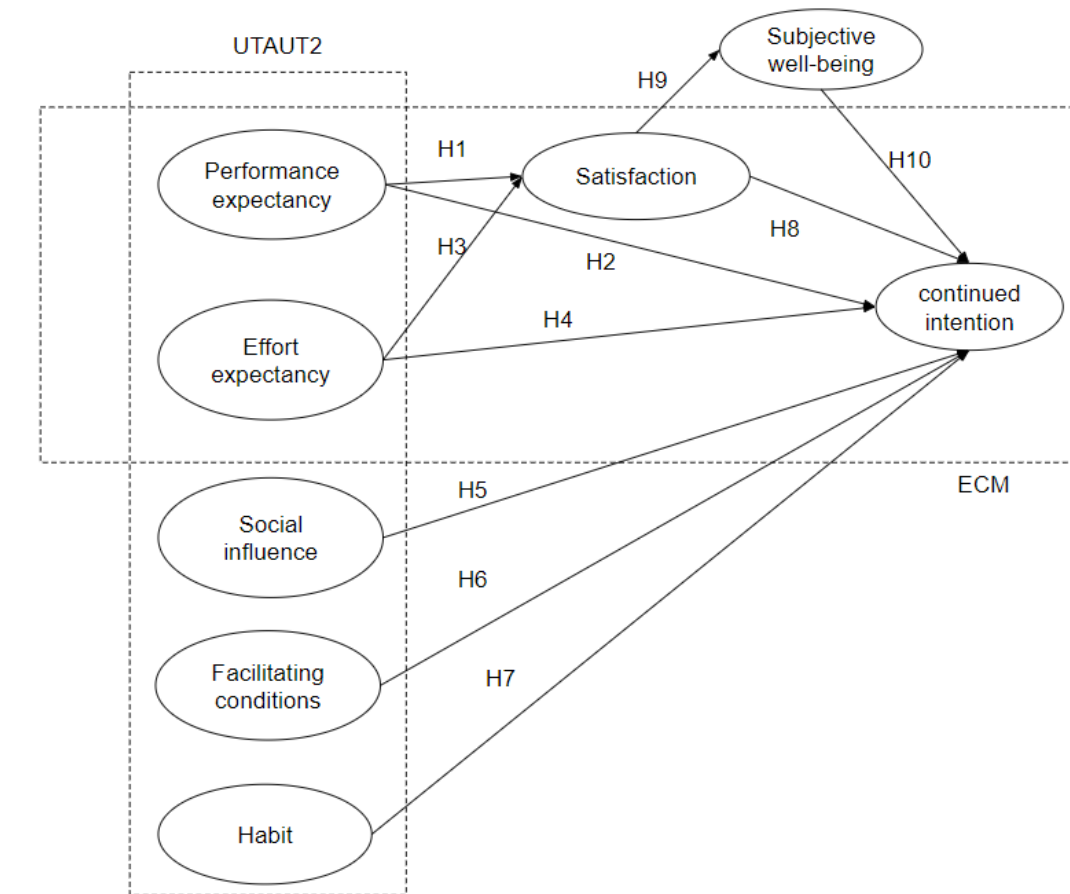 UTAUT2
Subjective
well-being
H9
H1
Performance
expectancy
Satisfaction
H10
H3
H8
H2
continued
intention
H4
Effort
expectancy
ECM
H5
Social
influence
H6
Facilitating
conditions
H7
Habit